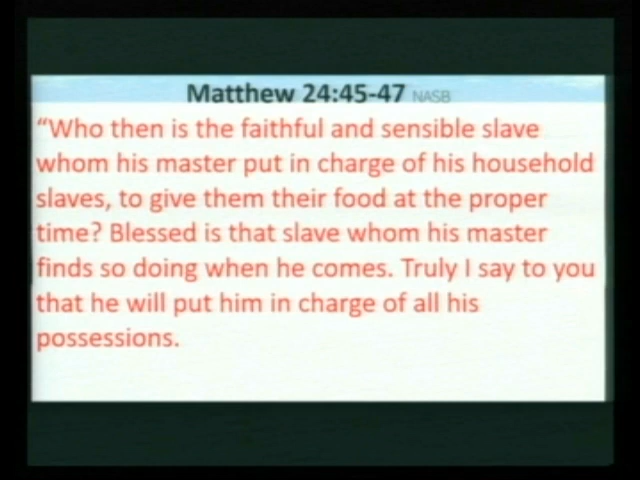 Matthew 24:45-47 NASB
“Who then is the faithful and sensible slave
whom his master put in charge of his household
slaves, to give them their food at the proper
time? Blessed is that slave whom his master
finds so doing when he comes. Truly I say to you
that he will put him in charge of all his
possessions.